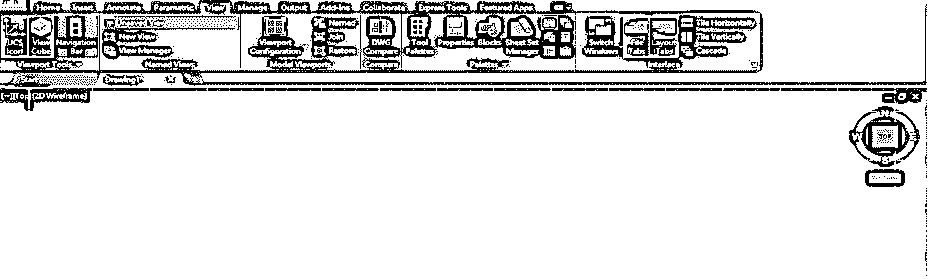 Home Insert Annotate Parametric View Manage Output Add-ins Collaborate Express Tools Featured Apps
UCS Icon View Cube Navigation Bar
Viewport Tools
New View
View Manager
Named Views
Viewport Configuration
Named
Join
Restore
Model Viewports
DWG Compare
Compare
Tool Palettes Properties Blocks Sheet Set Manager
Palettes
Switch Windows File Tabs Layout Tabs
Tile Horizontally
Tile Vertically
Cascade
Interface
Drawing1
[-][Top][2D Wireframe]
N
W TOP E
S